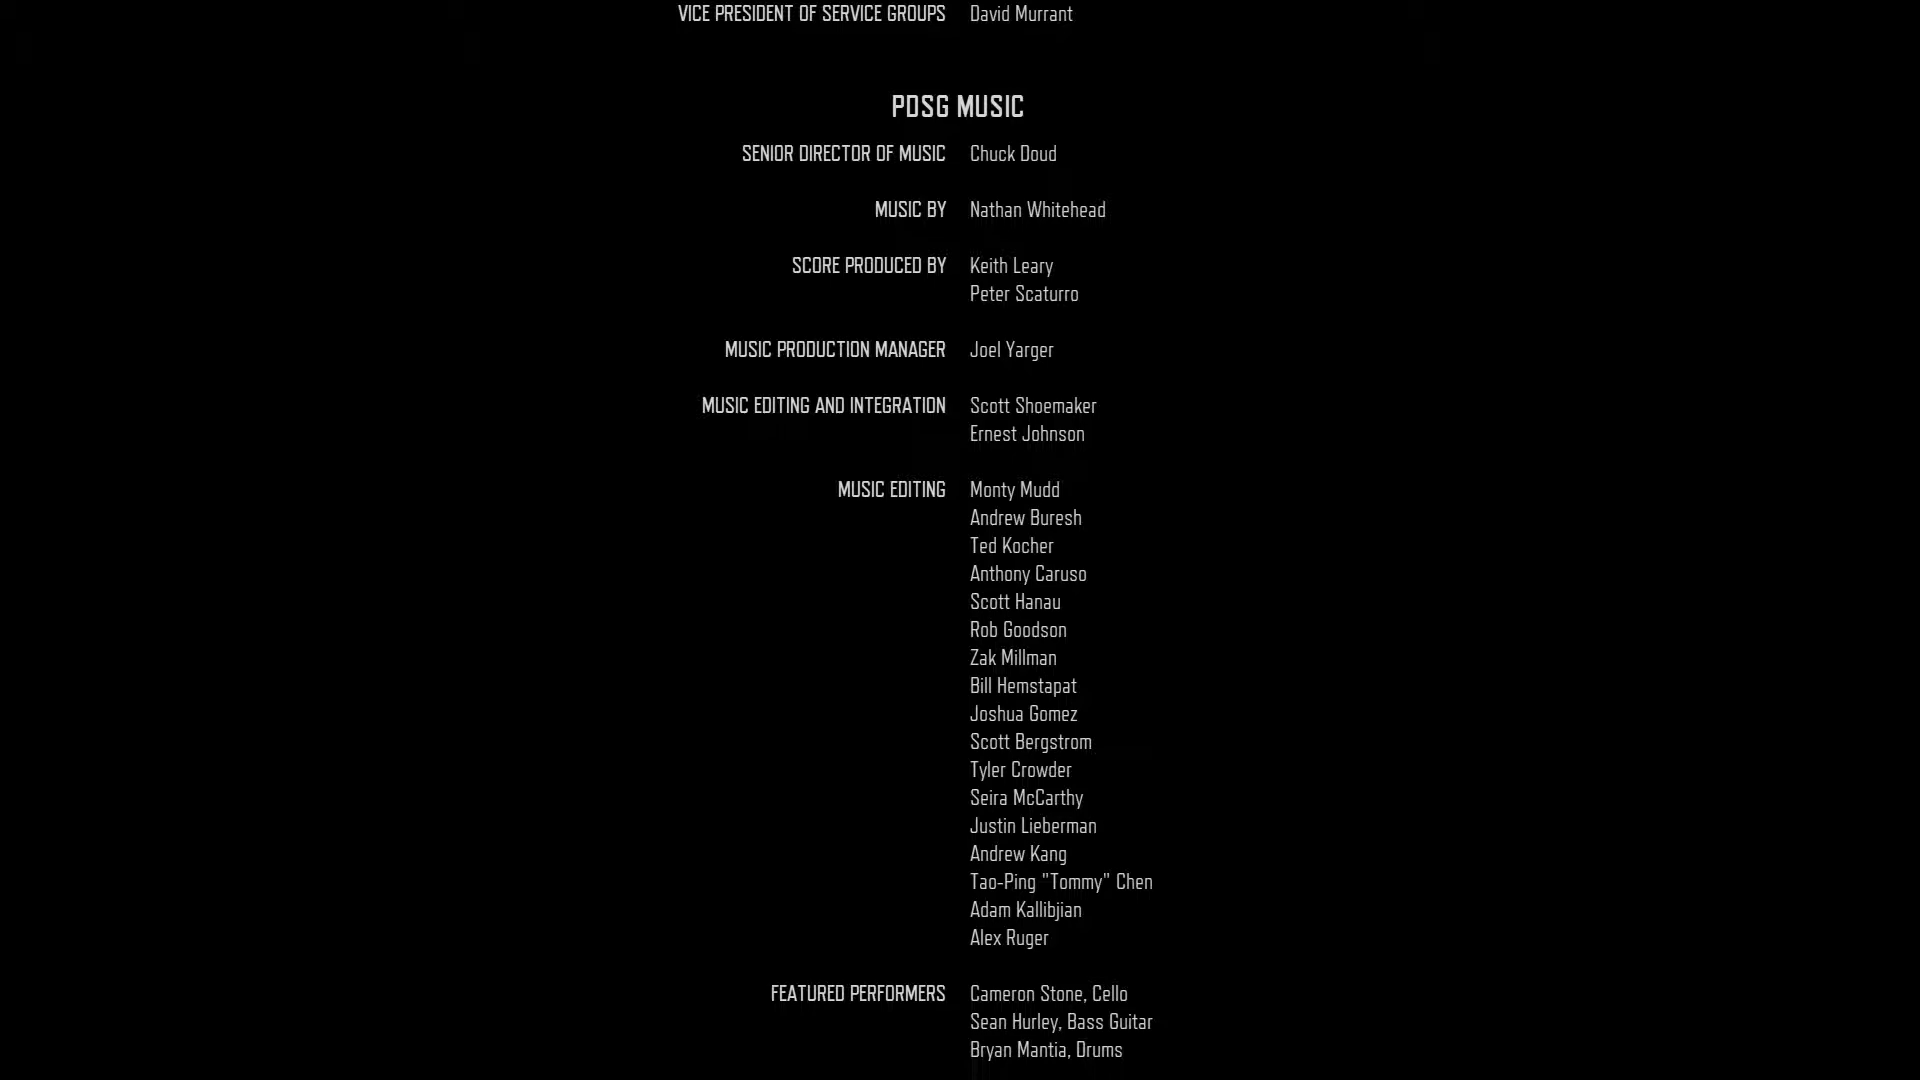 VICE PRESIDENT OF SERVICE GROUPS David Murrant
PDSG MUSIC
SENIOR DIRECTOR OF MUSIC Chuck Doud
MUSIC BY Nathan Whitehead
SCORE PRODUCED BY Keith Leary
Peter Scaturro
MUSIC PRODUCTION MANAGER Joel Yarger
MUSIC EDITING AND INTEGRATION Scott Shoemaker
Ernest Johnson
MUSIC EDITING Monty Mudd
Andrew Buresh
Ted Kocher
Anthony Caruso
Scott Hanau
Rob Goodson
Zak Millman
Bill Hemstapat
Joshua Gomez
Scott Bergstrom
Tyler Crowder
Seira McCarthy
Justin Lieberman
Andrew Kang
Tao-Ping "Tommy" Chen
Adam Kallibjian
Alex Ruger
FEATURED PERFORMERS Cameron Stone, Cello
Sean Hurley, Bass Guitar
Bryan Mantia, Drums